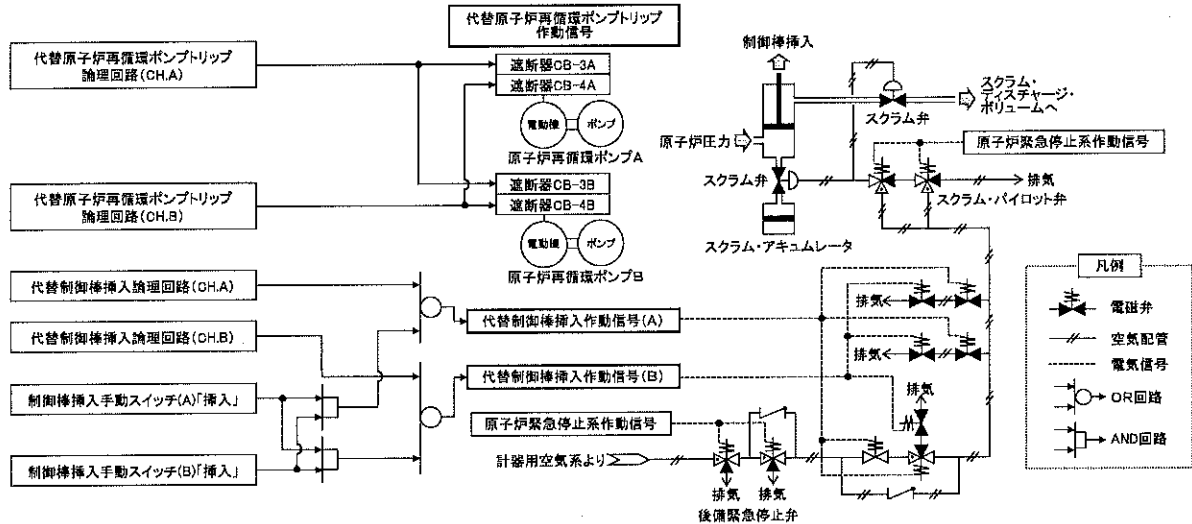 代替原子炉再循環ポンプトリップ
作動信号
代替原子炉再循環ポンプトリップ
論理回路(CH.A)
遮断器CB-3A
遮断器CB-4A
電動機
ポンプ
原子炉再循環ポンプA
代替原子炉再循環ポンプトリップ
論理回路(CH.B)
遮断器CB-3B
遮断器CB-4B
電動機
ポンプ
原子炉再循環ポンプB
制御棒挿入
スクラム・
ディスチャージ・
ボリュームへ
スクラム弁
原子炉圧力
原子炉緊急停止系作動信号
スクラム弁
排気
スクラム・パイロット弁
スクラム・アキュムレータ
代替制御棒挿入論理回路(CH.A)
代替制御棒挿入論理回路(CH.B)
制御棒挿入手動スイッチ(A)「挿入」
制御棒挿入手動スイッチ(B)「挿入」
代替制御棒挿入作動信号(A)
代替制御棒挿入作動信号(B)
原子炉緊急停止系作動信号
計器用空気系より
排気
排気
後備緊急停止弁
排気
排気
排気
凡例
電磁弁
空気配管
電気信号
OR回路
AND回路